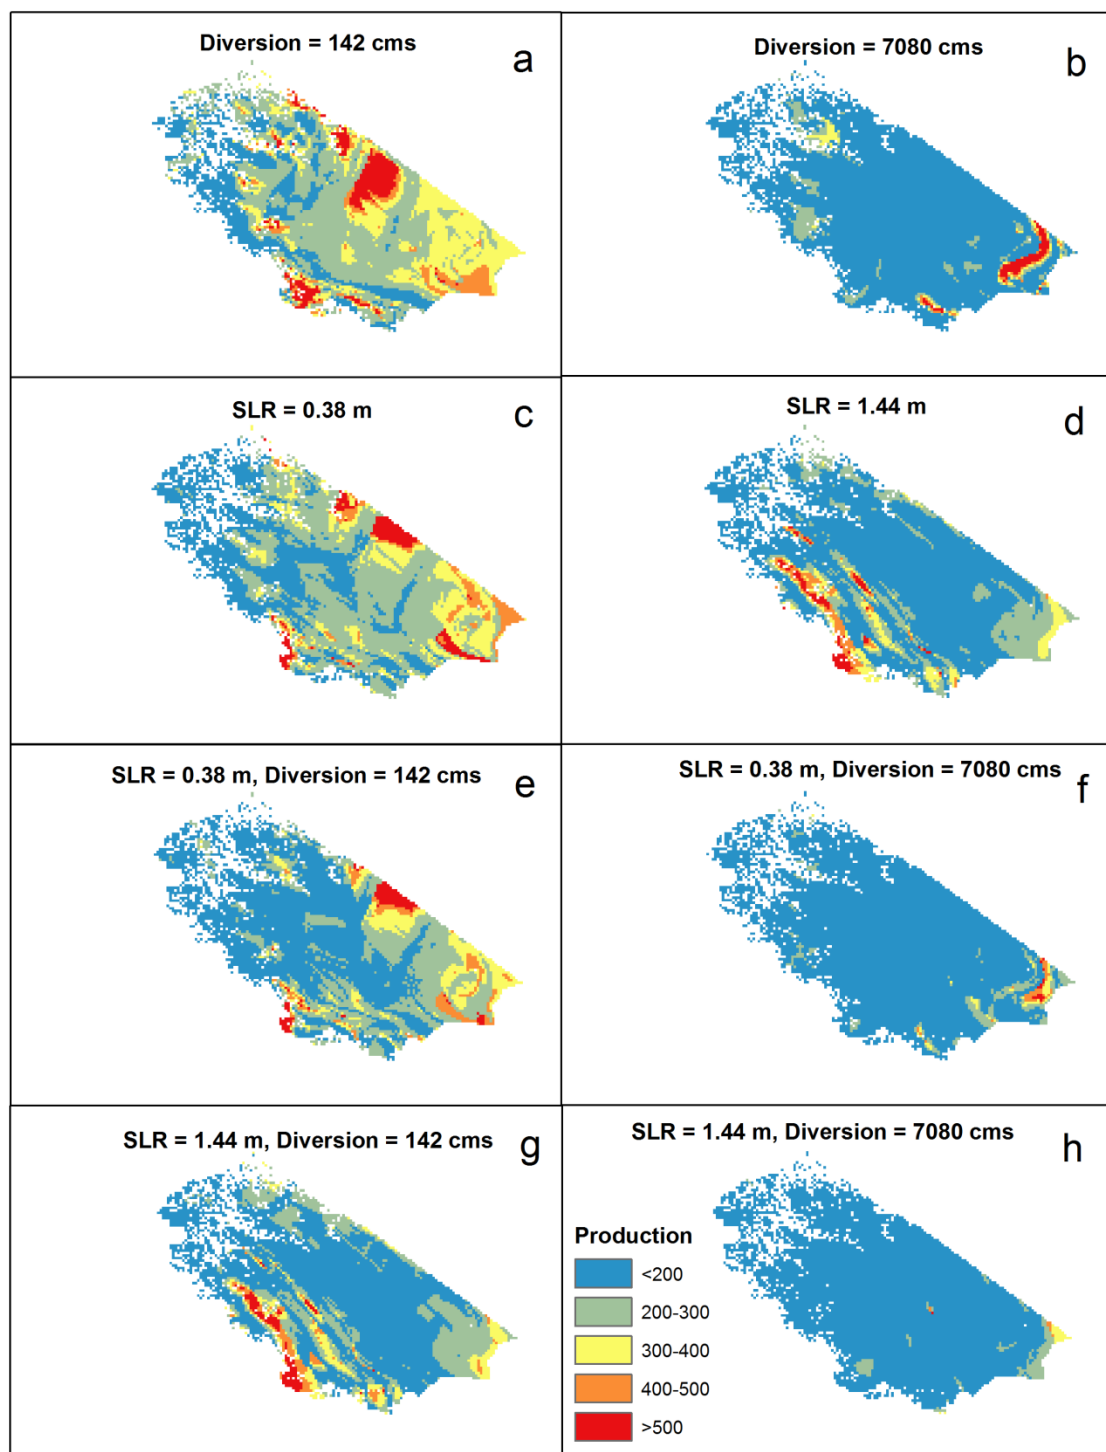 Diversion = 142 cms
a
Diversion = 7080 cms
b
SLR = 0.38 m
c
SLR = 1.44 m
d
SLR = 0.38 m, Diversion = 142 cms
e
SLR = 0.38 m, Diversion = 7080 cms
f
SLR = 1.44 m, Diversion = 142 cms
g
SLR = 1.44 m, Diversion = 7080 cms
h
Production
<200
200-300
300-400
400-500
>500